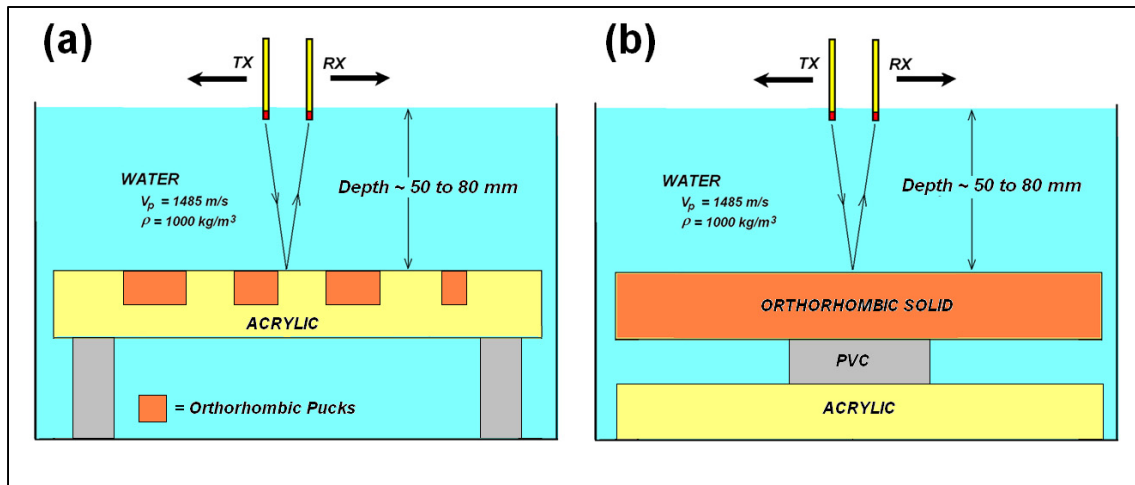 (a)
TX
RX
WATER
Vp = 1485 m/s
ρ = 1000 kg/m³
Depth ~ 50 to 80 mm
ACRYLIC
= Orthorhombic Pucks
(b)
TX
RX
WATER
Vp = 1485 m/s
ρ = 1000 kg/m³
Depth ~ 50 to 80 mm
ORTHORHOMBIC SOLID
PVC
ACRYLIC